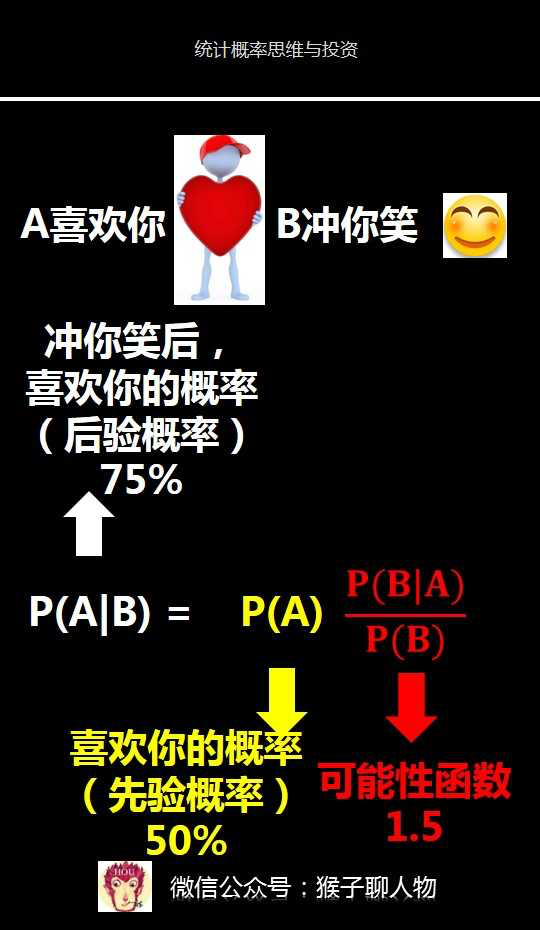 统计概率思维与投资
A喜欢你
B冲你笑
冲你笑后，
喜欢你的概率
（后验概率）
75%
P(A|B) = P(A) P(B|A)
P(B)
喜欢你的概率
（先验概率）
50%
可能性函数
1.5
HOU
微信公众号：猴子聊人物